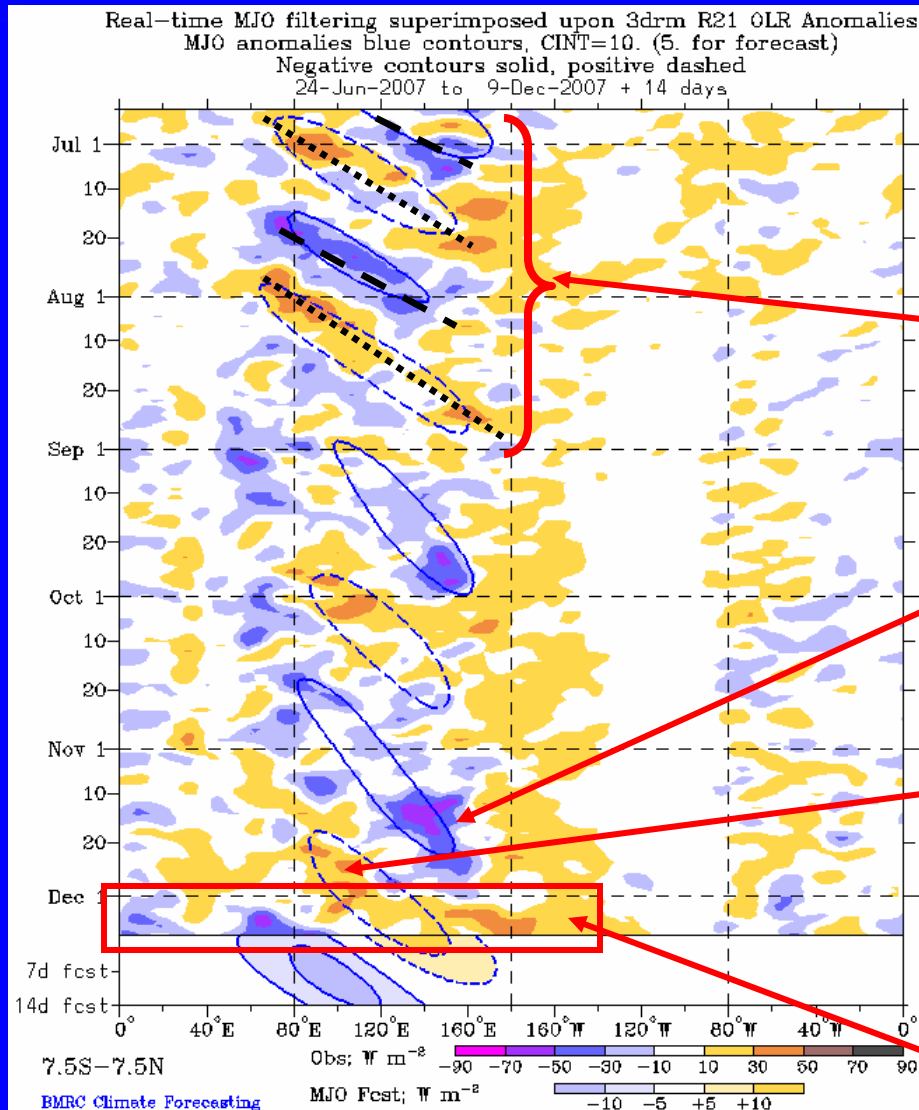 Real-time MJO filtering superimposed upon 3drm R21 OLR Anomalies
MJO anomalies blue contours, CINT=10. (5. for forecast)
Negative contours solid, positive dashed
24-Jun-2007 to 9-Dec-2007 + 14 days
Jul 1
10
20
Aug 1
10
20
Sep 1
10
20
Oct 1
10
20
Nov 1
10
20
Dec 1
7d fcst
14d fcst
0° 40°E 80°E 120°E 160°E 160°W 120°W 80°W 40°W 0°
7.5S-7.5N
Obs; W m⁻²
-90 -70 -50 -30 -10 10 30 50 70 90
MJO Fcst; W m⁻²
-10 -5 +5 +10
BMRC Climate Forecasting